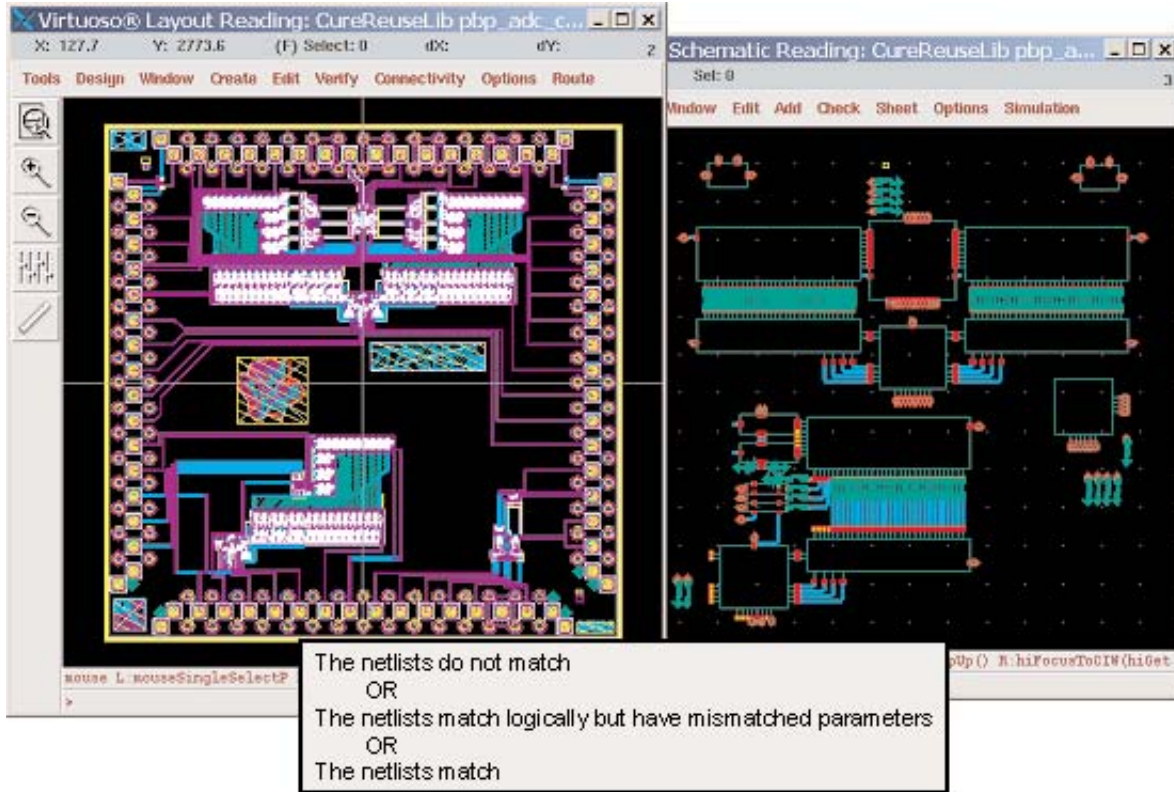 Virtuoso® Layout Reading: CureReuseLib pbp_adc_c...
X: 127.7 Y: 2773.6 (F) Select: 0 dX: dY: 2
Tools Design Window Create Edit Verify Connectivity Options Route
mouse L: mouseSingleSelectP
>
Schematic Reading: CureReuseLib pbp_a...
Sel: 0 3
Window Edit Add Check Sheet Options Simulation
pUp() R:hiFocusToCIW(hiGet
The netlists do not match
OR
The netlists match logically but have mismatched parameters
OR
The netlists match